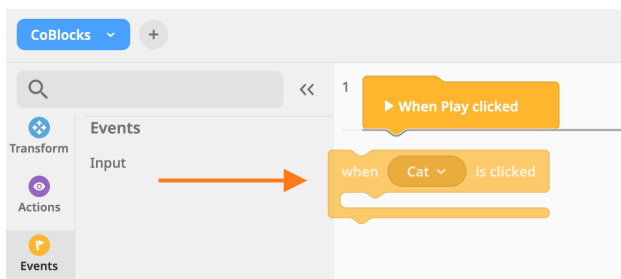 CoBlocks
+
1
When Play clicked
Transform
Events
Input
when Cat is clicked
Actions
Events